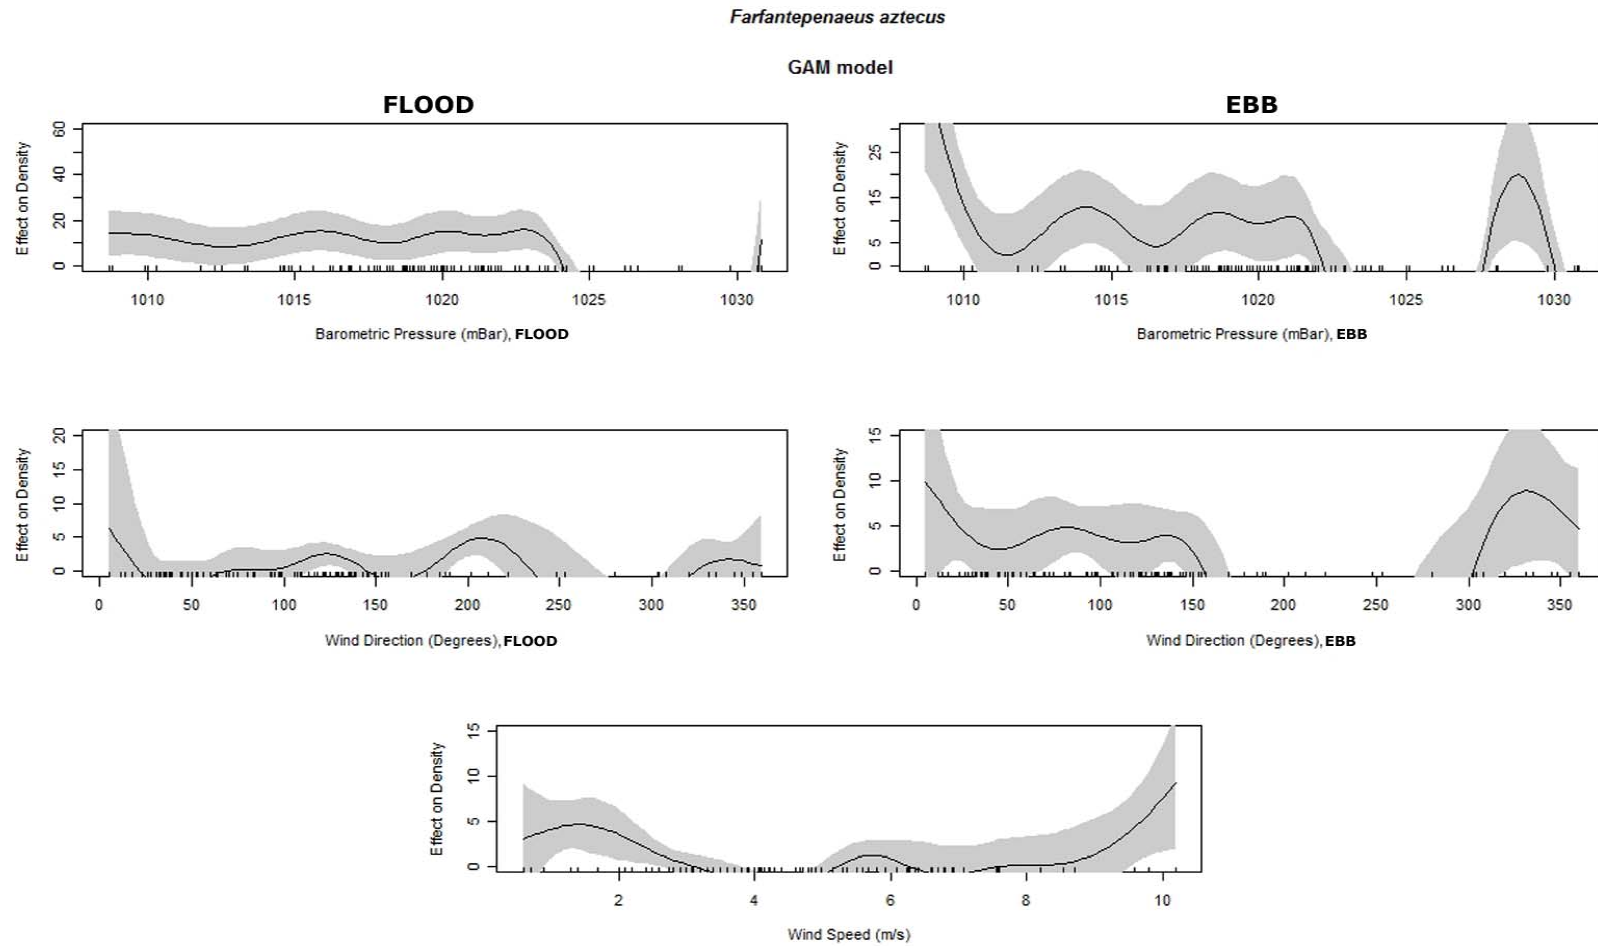 Farfantepenaeus aztecus
GAM model
FLOOD
EBB
Effect on Density
60
40
20
0
1010 1015 1020 1025 1030
Barometric Pressure (mBar), FLOOD
Effect on Density
25
15
5
0
1010 1015 1020 1025 1030
Barometric Pressure (mBar), EBB
Effect on Density
20
15
10
5
0
0 50 100 150 200 250 300 350
Wind Direction (Degrees), FLOOD
Effect on Density
15
10
5
0
0 50 100 150 200 250 300 350
Wind Direction (Degrees), EBB
Effect on Density
15
10
5
0
2 4 6 8 10
Wind Speed (m/s)